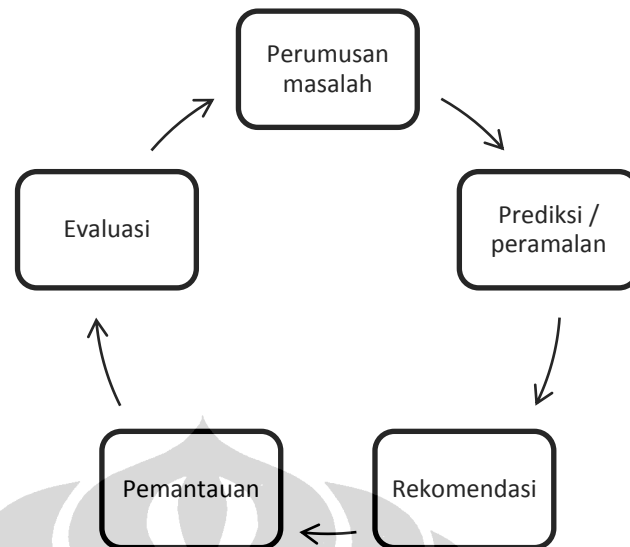 Perumusan
masalah
Prediksi /
peramalan
Rekomendasi
Pemantauan
Evaluasi